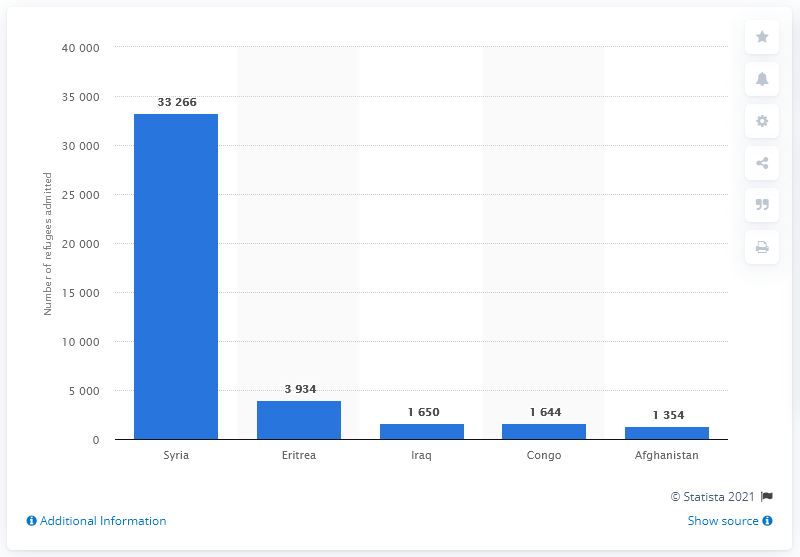 Number of refugees admitted
40 000
35 000
30 000
25 000
20 000
15 000
10 000
5 000
0
33 266
3 934
1 650
1 644
1 354
Syria
Eritrea
Iraq
Congo
Afghanistan
© Statista 2021
Additional Information
Show source